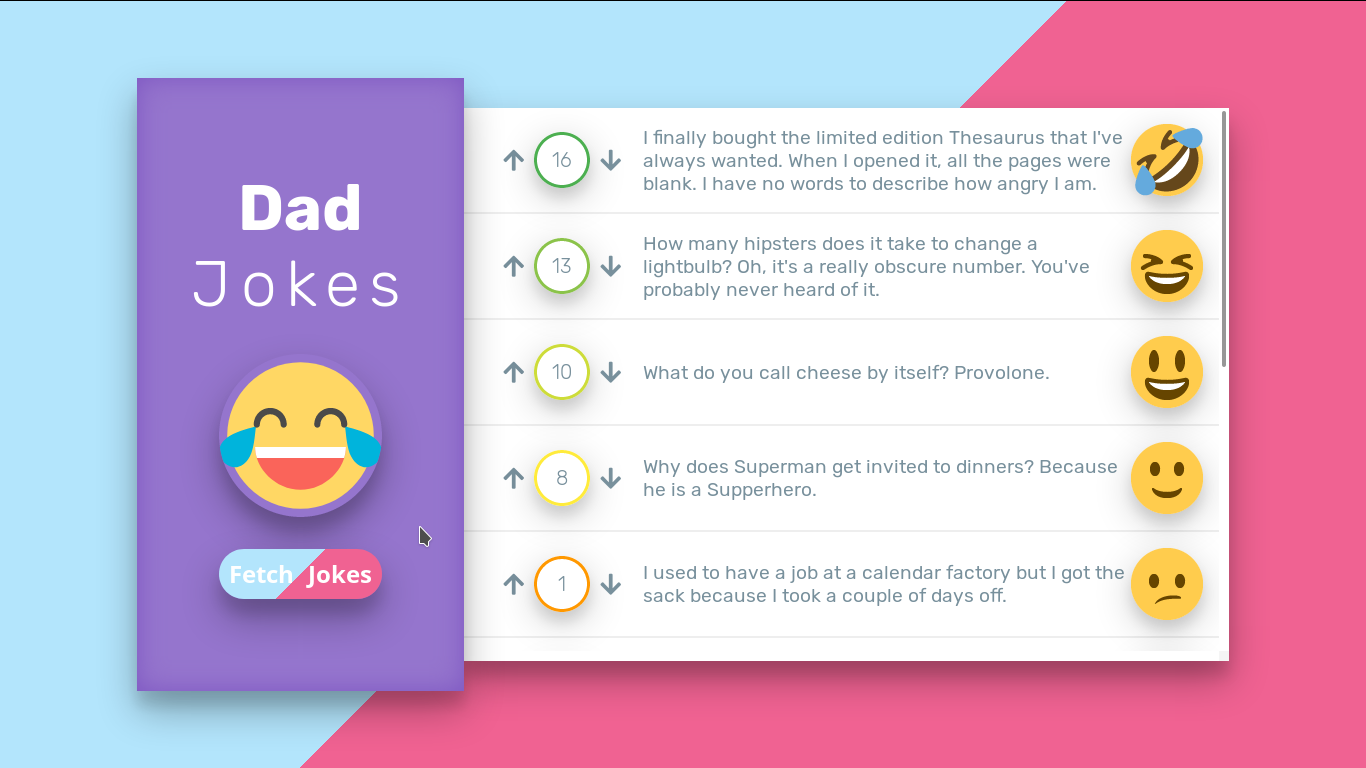 Dad
Jokes
Fetch Jokes
16
I finally bought the limited edition Thesaurus that I've
always wanted. When I opened it, all the pages were
blank. I have no words to describe how angry I am.
13
How many hipsters does it take to change a
lightbulb? Oh, it's a really obscure number. You've
probably never heard of it.
10
What do you call cheese by itself? Provolone.
8
Why does Superman get invited to dinners? Because
he is a Supperhero.
1
I used to have a job at a calendar factory but I got the
sack because I took a couple of days off.